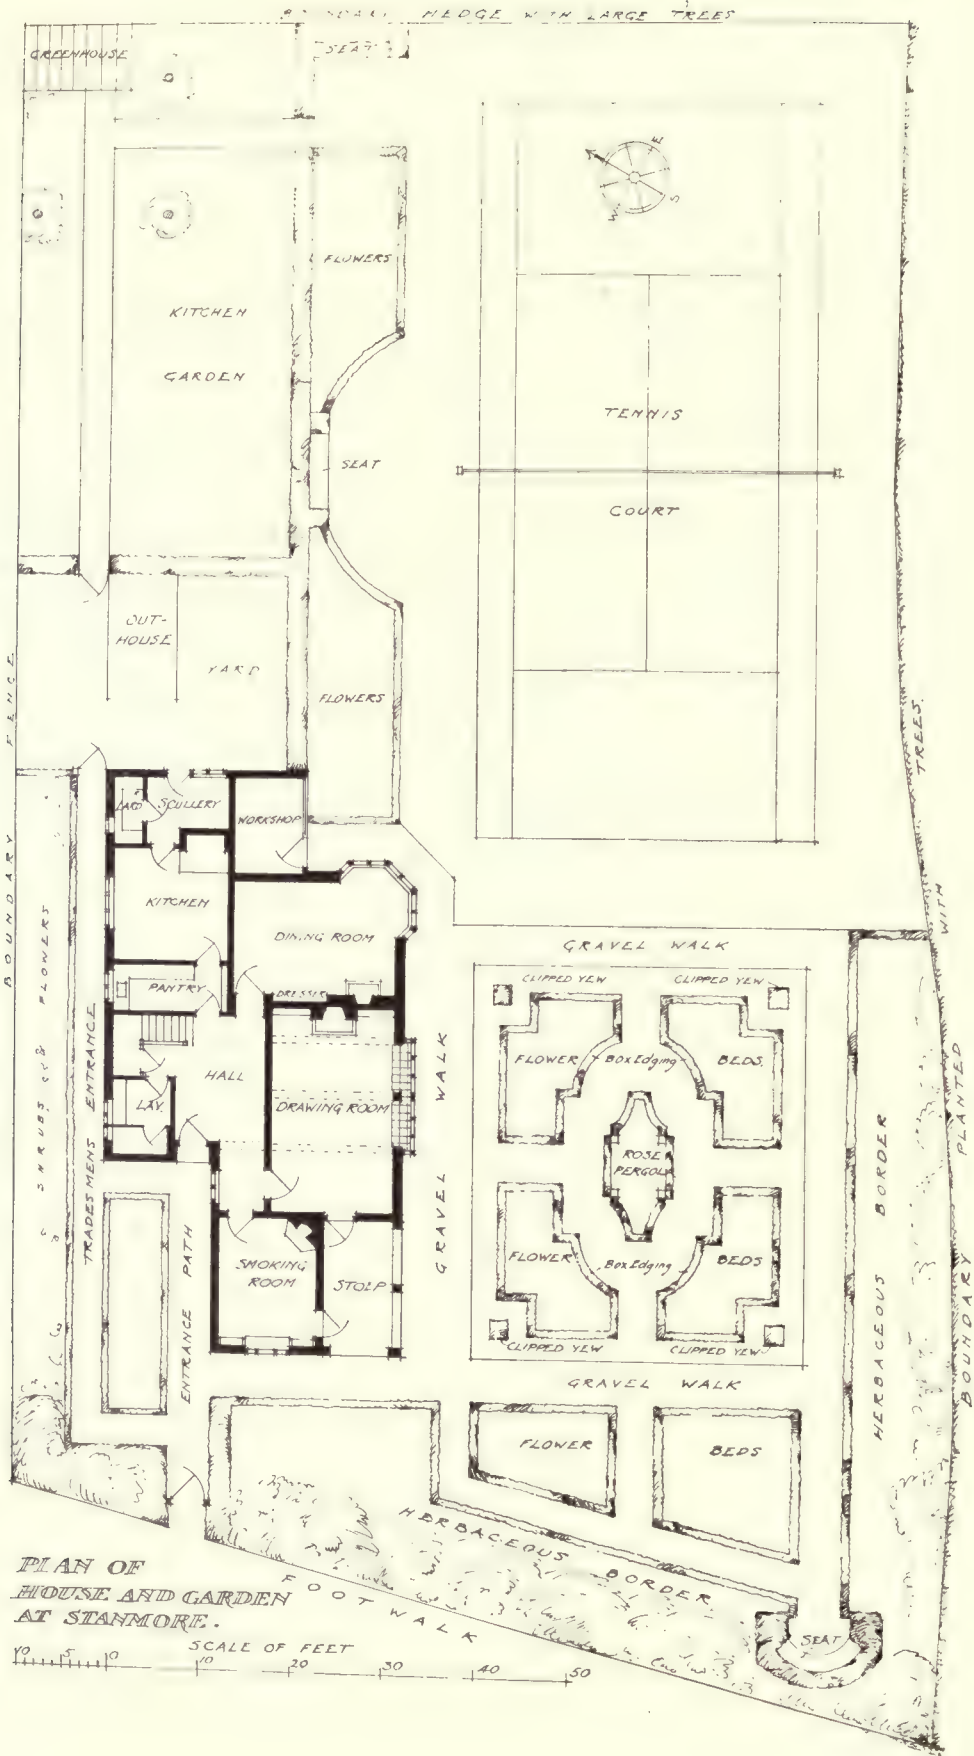 HEDGE WITH LARGE TREES
GREENHOUSE
SEAT
E
S
W
FLOWERS
KITCHEN
GARDEN
TENNIS
COURT
SEAT
OUT-
HOUSE
YARD
FLOWERS
BOUNDARY FENCE
LARD
SCULLERY
WORKSHOP
KITCHEN
DINING ROOM
PANTRY
DRESSER
HALL
LAV.
DRAWING ROOM
SMOKING
ROOM
STOEP
SHRUBS & FLOWERS
TRADESMENS ENTRANCE
ENTRANCE PATH
GRAVEL WALK
GRAVEL WALK
CLIPPED YEW
CLIPPED YEW
FLOWER
Box Edging
BEDS.
ROSE
PERGOLA
FLOWER
Box Edging
BEDS
CLIPPED YEW
CLIPPED YEW
GRAVEL WALK
FLOWER
BEDS
HERBACEOUS BORDER
HERBACEOUS BORDER
BOUNDARY PLANTED WITH TREES.
SEAT
FOOT WALK
PLAN OF
HOUSE AND GARDEN
AT STANMORE.
SCALE OF FEET
10 5 0 10 20 30 40 50